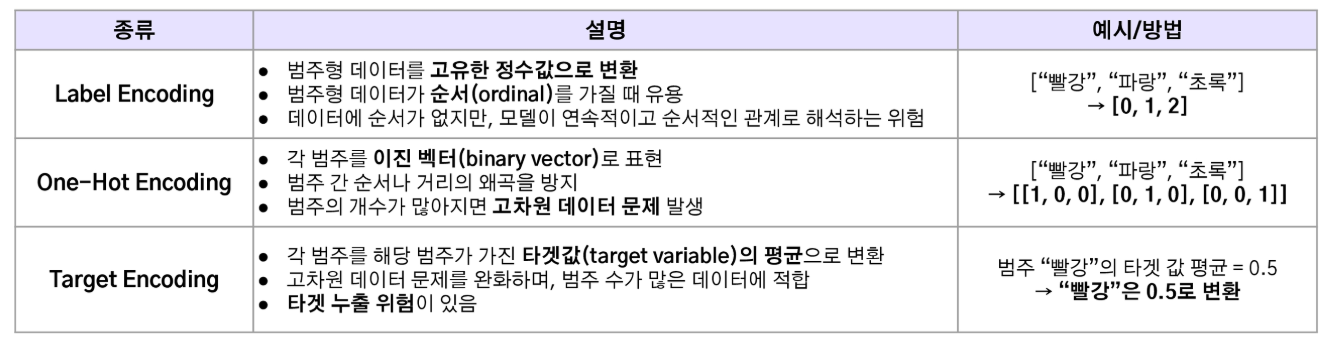 종류
설명
예시/방법
Label Encoding
● 범주형 데이터를 고유한 정수값으로 변환
● 범주형 데이터가 순서(ordinal)를 가질 때 유용
● 데이터에 순서가 없지만, 모델이 연속적이고 순서적인 관계로 해석하는 위험
[“빨강”, “파랑”, “초록”]
→ [0, 1, 2]
One-Hot Encoding
● 각 범주를 이진 벡터(binary vector)로 표현
● 범주 간 순서나 거리의 왜곡을 방지
● 범주의 개수가 많아지면 고차원 데이터 문제 발생
[“빨강”, “파랑”, “초록”]
→ [[1, 0, 0], [0, 1, 0], [0, 0, 1]]
Target Encoding
● 각 범주를 해당 범주가 가진 타겟값(target variable)의 평균으로 변환
● 고차원 데이터 문제를 완화하며, 범주 수가 많은 데이터에 적합
● 타겟 누출 위험이 있음
범주 “빨강”의 타겟 값 평균 = 0.5
→ “빨강”은 0.5로 변환